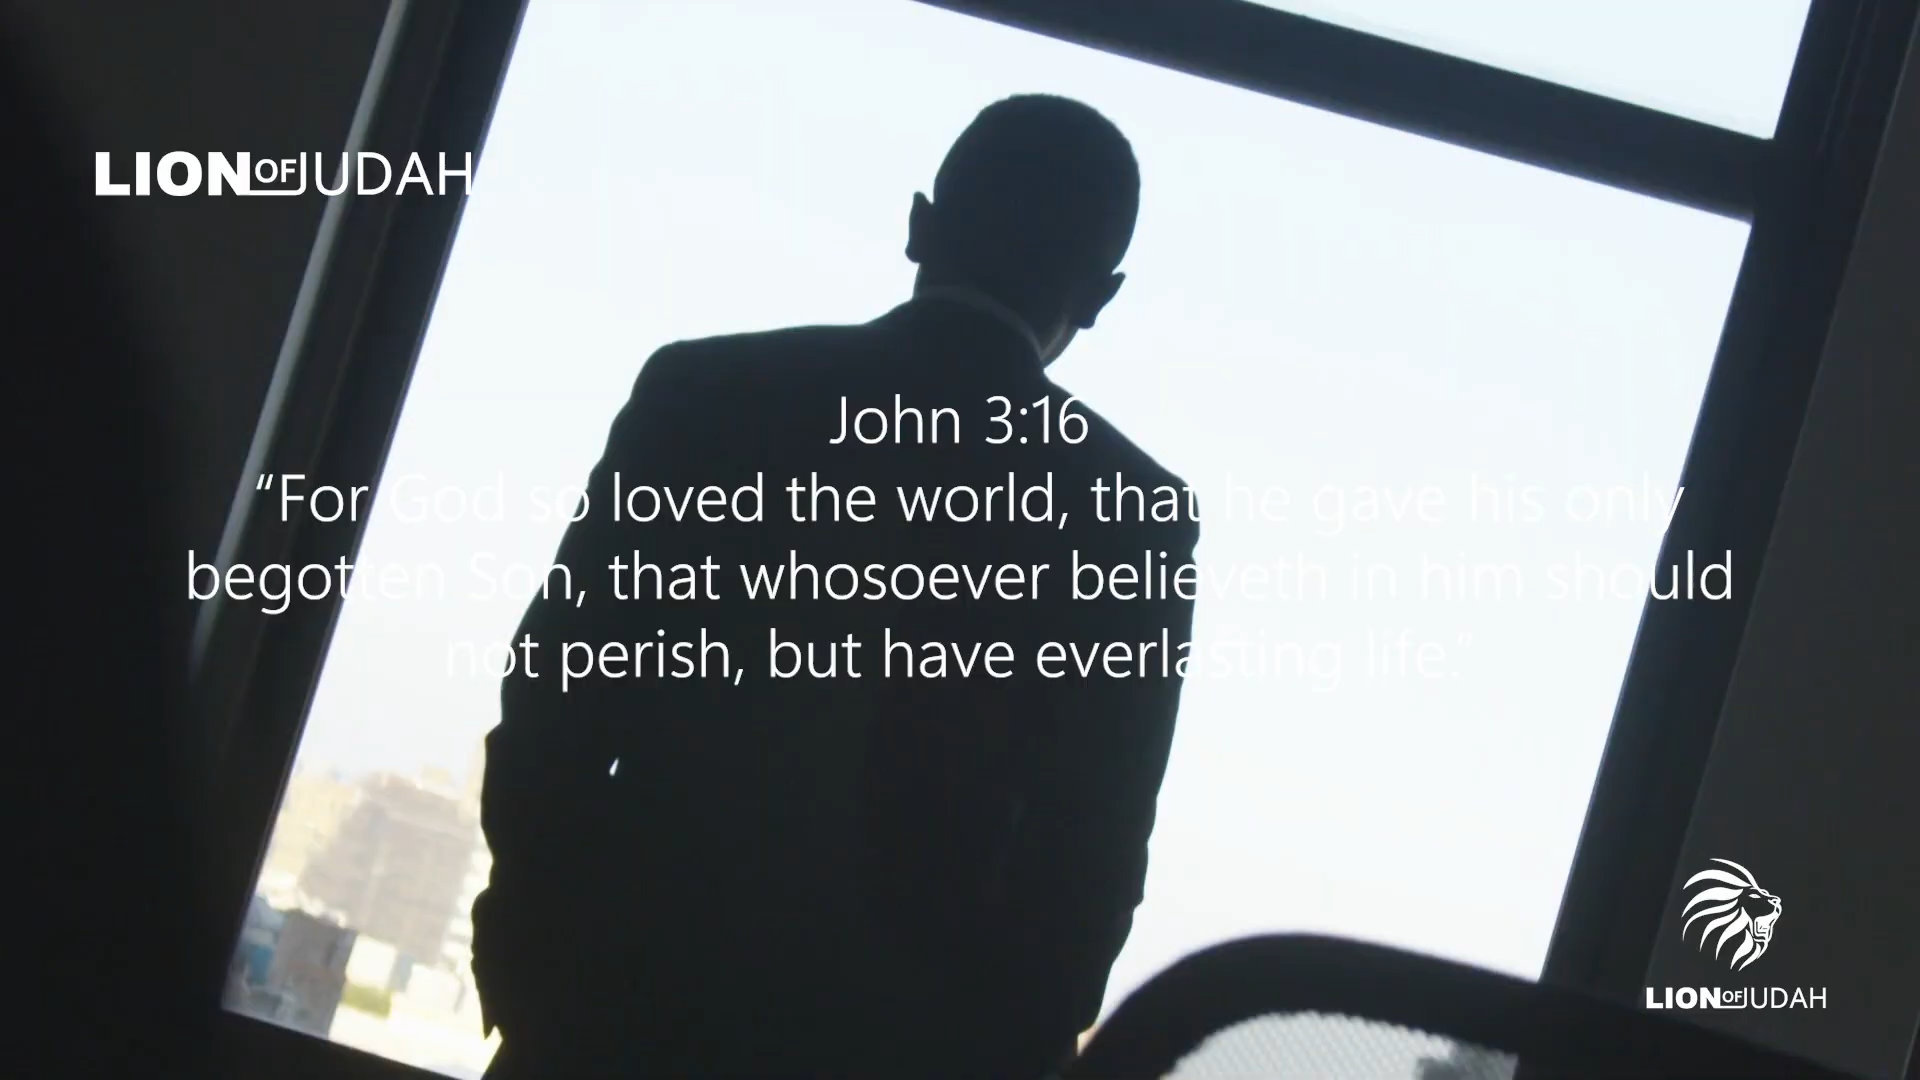 LION OF JUDAH
John 3:16
“For God so loved the world, that he gave his only
begotten Son, that whosoever believeth in him should
not perish, but have everlasting life.”
LION OF JUDAH